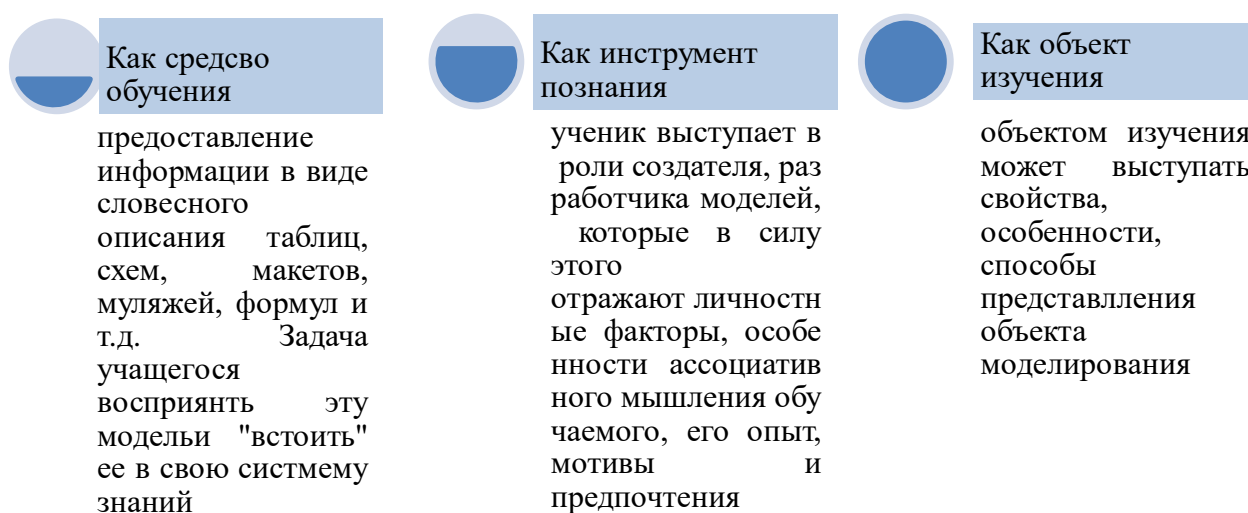 Как средсво
обучения
предоставление
информации в виде
словесного
описания таблиц,
схем, макетов,
муляжей, формул и
т.д. Задача
учащегося
восприянть эту
модельи "встоить"
ее в свою систмему
знаний
Как инструмент
познания
ученик выступает в
роли создателя, раз
работчика моделей,
которые в силу
этого
отражают личностн
ые факторы, особе
нности ассоциатив
ного мышления обу
чаемого, его опыт,
мотивы и
предпочтения
Как объект
изучения
объектом изучения
может выступать
свойства,
особенности,
способы
представлления
объекта
моделирования